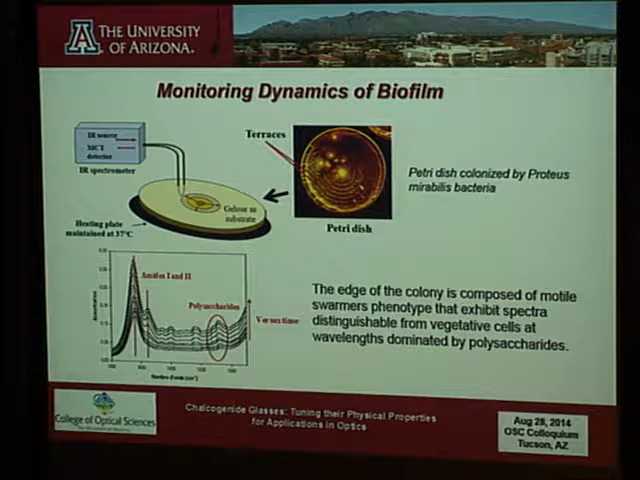 THE UNIVERSITY
OF ARIZONA.
Monitoring Dynamics of Biofilm
IR source
MCT
detector
IR spectrometer
Terraces
Gelose as
substrate
Heating plate
maintained at 37°C
Petri dish
Petri dish colonized by Proteus
mirabilis bacteria
Amides I and II
Polysaccharides
Versus time
The edge of the colony is composed of motile
swarmers phenotype that exhibit spectra
distinguishable from vegetative cells at
wavelengths dominated by polysaccharides.
College of Optical Sciences
Chalcogenide Glasses: Tuning their Physical Properties
for Applications in Optics
Aug 28, 2014
OSC Colloquium
Tucson, AZ